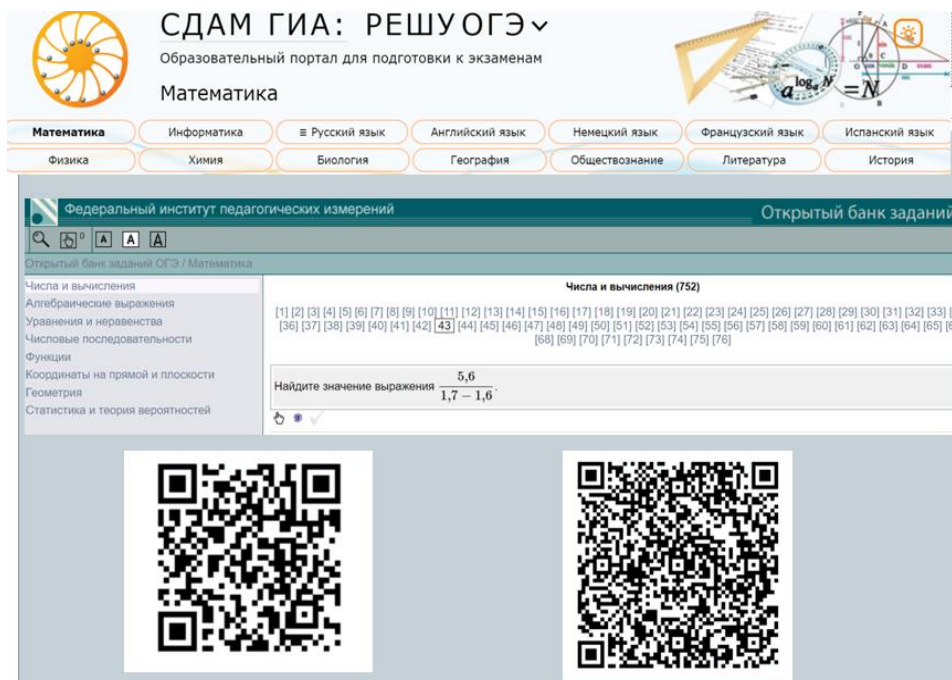 СДАМ ГИА: РЕШУ ОГЭ
Образовательный портал для подготовки к экзаменам
Математика
a log a N = N
Математика Информатика ≡ Русский язык Английский язык Немецкий язык Французский язык Испанский язык
Физика Химия Биология География Обществознание Литература История
Федеральный институт педагогических измерений Открытый банк заданий
0 A A A
Открытый банк заданий ОГЭ / Математика
Числа и вычисления
Алгебраические выражения
Уравнения и неравенства
Числовые последовательности
Функции
Координаты на прямой и плоскости
Геометрия
Статистика и теория вероятностей
Числа и вычисления (752)
[1] [2] [3] [4] [5] [6] [7] [8] [9] [10] [11] [12] [13] [14] [15] [16] [17] [18] [19] [20] [21] [22] [23] [24] [25] [26] [27] [28] [29] [30] [31] [32] [33]
[36] [37] [38] [39] [40] [41] [42] 43 [44] [45] [46] [47] [48] [49] [50] [51] [52] [53] [54] [55] [56] [57] [58] [59] [60] [61] [62] [63] [64] [65]
[68] [69] [70] [71] [72] [73] [74] [75] [76]
Найдите значение выражения 5,6 / 1,7 − 1,6 .